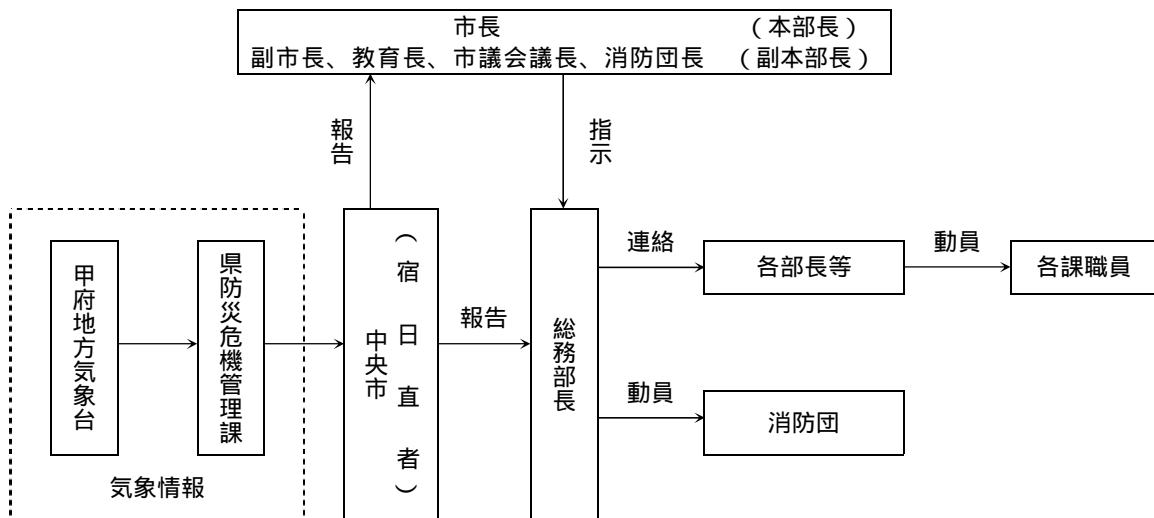 市長 （本部長）
副市長、教育長、市議会議長、消防団長 （副本部長）
報告
指示
甲府地方気象台
県防災危機管理課
気象情報
中央市
（宿日直者）
報告
総務部長
連絡
各部長等
動員
各課職員
動員
消防団